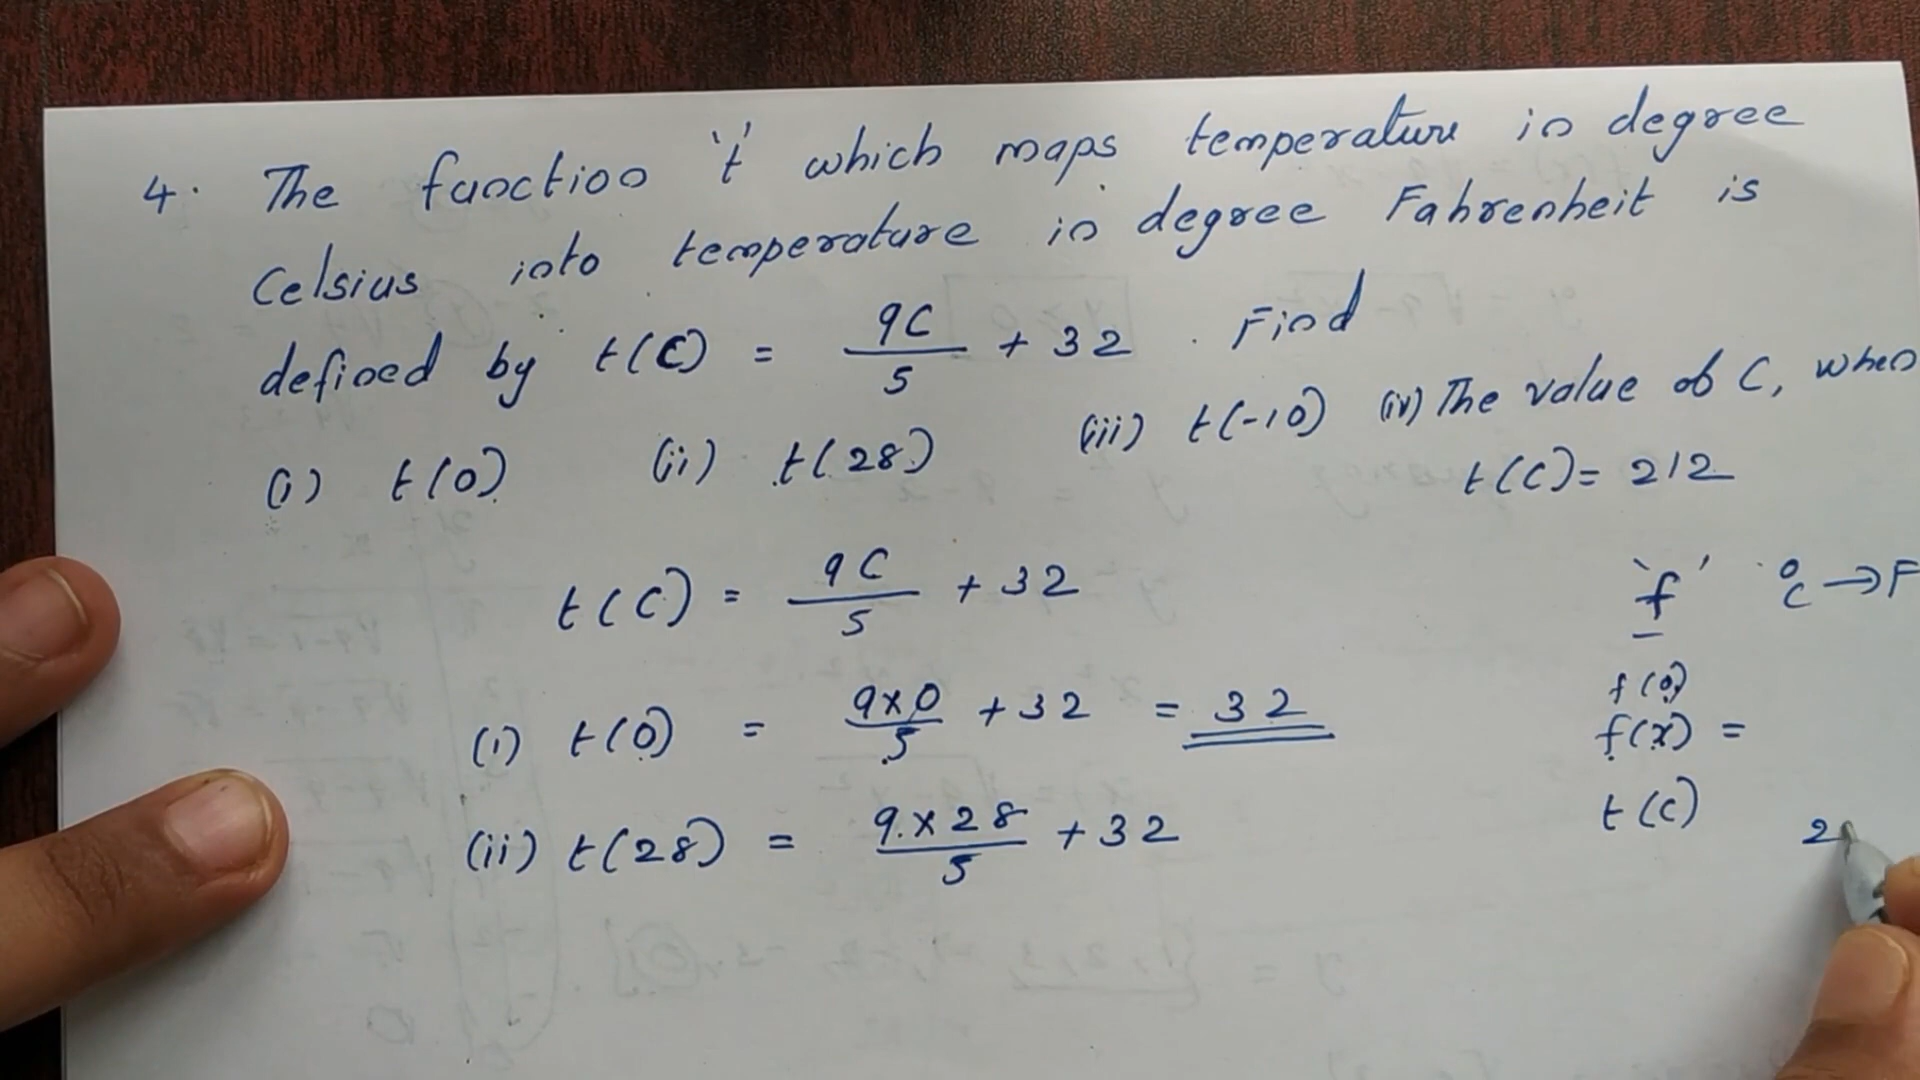 4. The function 't' which maps temperature in degree
Celsius into temperature in degree Fahrenheit is
defined by t(C) = 9C/5 + 32. Find
(i) t(0) (ii) t(28) (iii) t(-10) (iv) The value of C, when
t(C) = 212
t(C) = 9C/5 + 32
(i) t(0) = 9×0/5 + 32 = 32
(ii) t(28) = 9×28/5 + 32
'f' °C → F
f(0)
f(x) =
t(C)
2